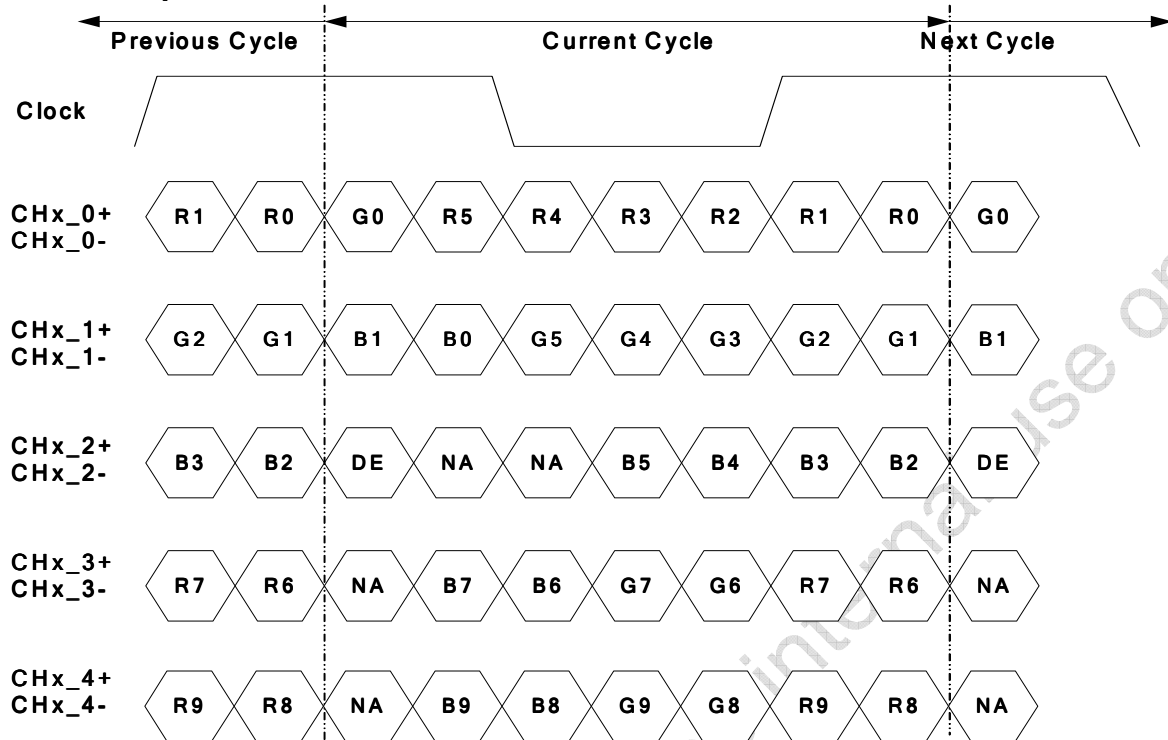 Previous Cycle Current Cycle Next Cycle
Clock
CHx_0+ R1 R0 G0 R5 R4 R3 R2 R1 R0 G0
CHx_0-
CHx_1+ G2 G1 B1 B0 G5 G4 G3 G2 G1 B1
CHx_1-
CHx_2+ B3 B2 DE NA NA B5 B4 B3 B2 DE
CHx_2-
CHx_3+ R7 R6 NA B7 B6 G7 G6 R7 R6 NA
CHx_3-
CHx_4+ R9 R8 NA B9 B8 G9 G8 R9 R8 NA
CHx_4-